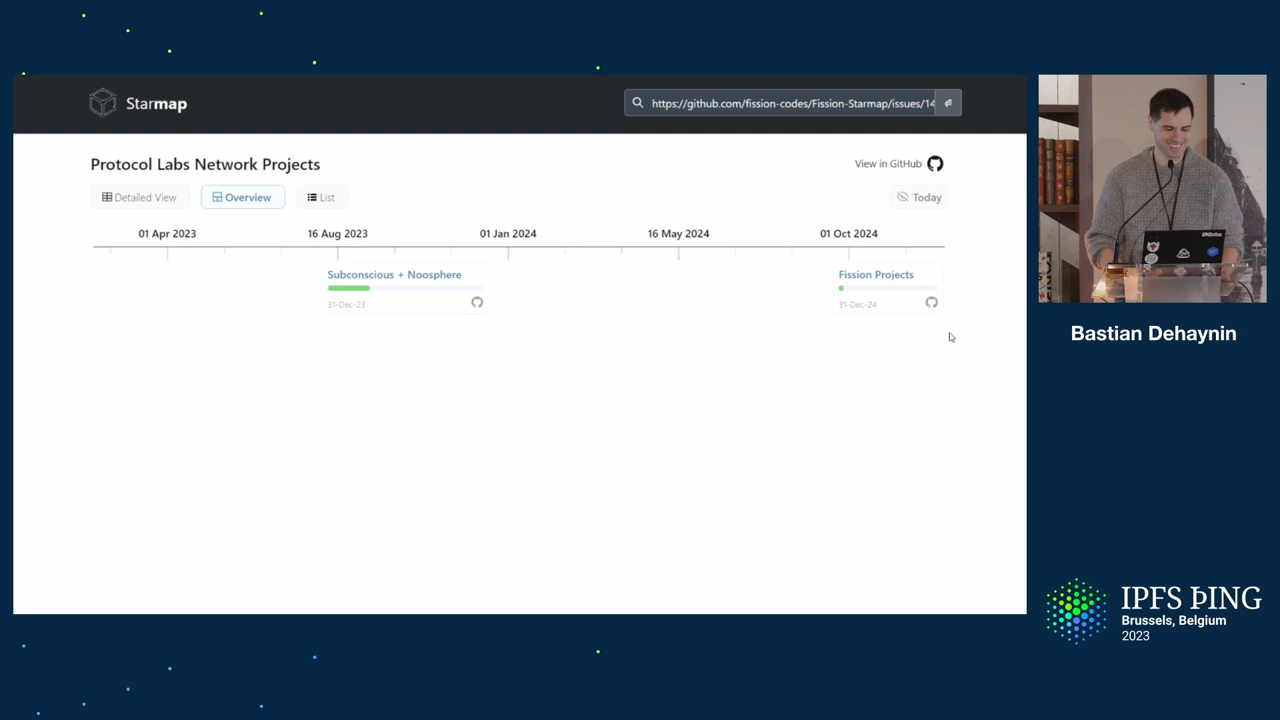 Starmap
https://github.com/fission-codes/Fission-Starmap/issues/14
Protocol Labs Network Projects
View in GitHub
Detailed View
Overview
List
Today
01 Apr 2023
16 Aug 2023
01 Jan 2024
16 May 2024
01 Oct 2024
Subconscious + Noosphere
31-Dec-23
Fission Projects
31-Dec-24
Bastian Dehaynin
IPFS ÞING
Brussels, Belgium
2023